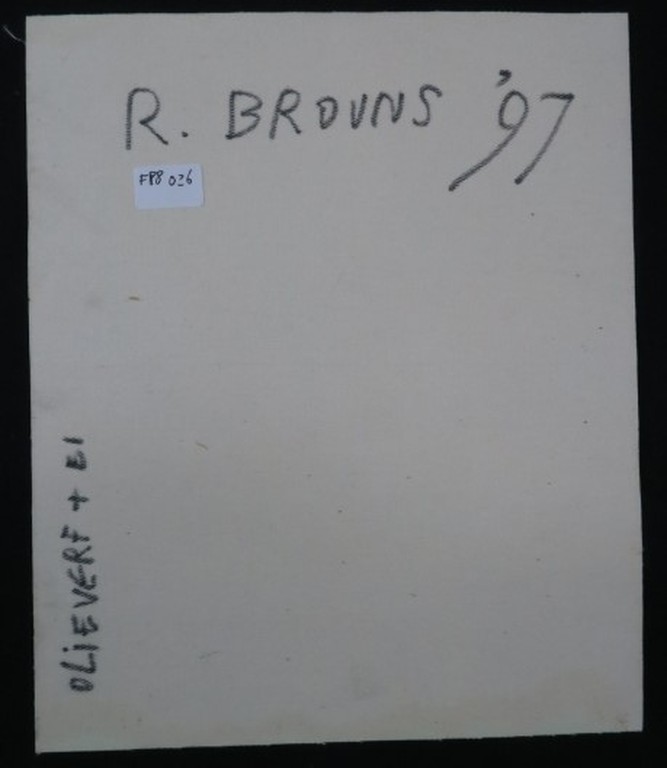 R. BROUNS '97
FP8 026
OLiEVERF + EI